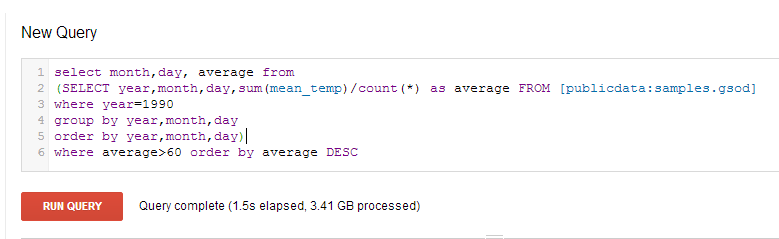 New Query
1 select month,day, average from
2 (SELECT year,month,day,sum(mean_temp)/count(*) as average FROM [publicdata:samples.gsod]
3 where year=1990
4 group by year,month,day
5 order by year,month,day)
6 where average>60 order by average DESC
RUN QUERY Query complete (1.5s elapsed, 3.41 GB processed)